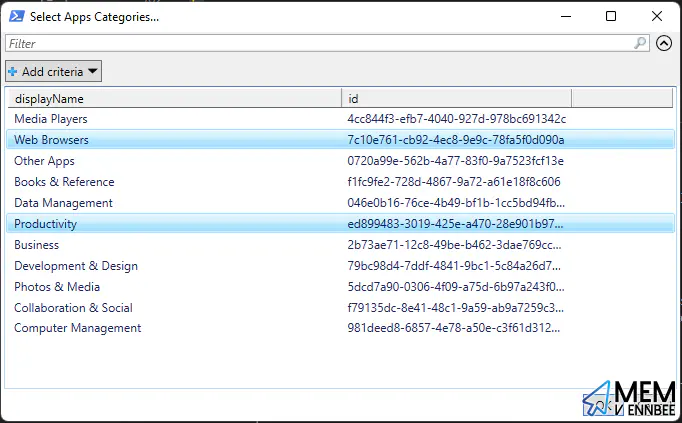 Select Apps Categories...
Filter
Add criteria
displayName id
Media Players 4cc844f3-efb7-4040-927d-978bc691342c
Web Browsers 7c10e761-cb92-4ec8-9e9c-78fa5f0d090a
Other Apps 0720a99e-562b-4a77-83f0-9a7523fcf13e
Books & Reference f1fc9fe2-728d-4867-9a72-a61e18f8c606
Data Management 046e0b16-76ce-4b49-bf1b-1cc5bd94fb...
Productivity ed899483-3019-425e-a470-28e901b97...
Business 2b73ae71-12c8-49be-b462-3dae769cc...
Development & Design 79bc98d4-7ddf-4841-9bc1-5c84a26d7...
Photos & Media 5dcd7a90-0306-4f09-a75d-6b97a243f0...
Collaboration & Social f79135dc-8e41-48c1-9a59-ab9a7259c3...
Computer Management 981deed8-6857-4e78-a50e-c3f61d312...
OK
MEM
VENNBEE